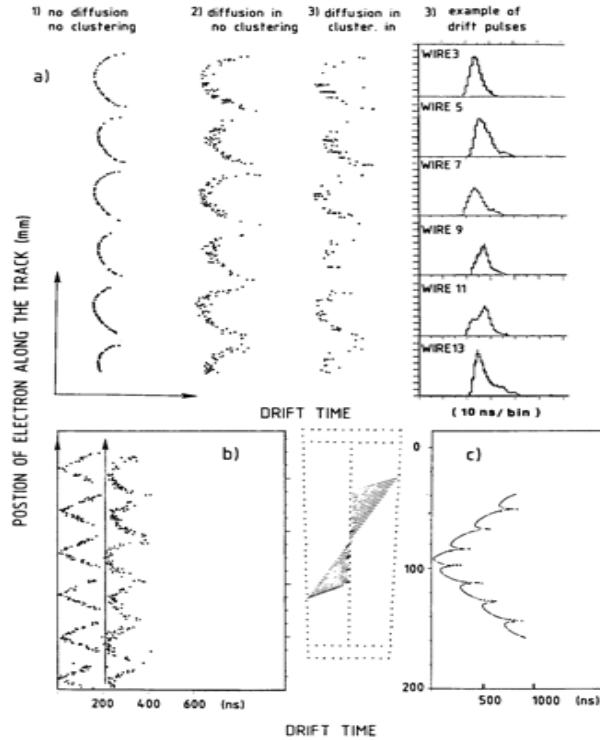 1) no diffusion
no clustering
2) diffusion in
no clustering
3) diffusion in
cluster. in
3) example of
drift pulses
a)
WIRE3
WIRE 5
WIRE 7
WIRE 9
WIRE 11
WIRE13
POSTION OF ELECTRON ALONG THE TRACK (mm)
DRIFT TIME
(10 ns/bin)
b)
c)
0
100
200
200 400 600 (ns)
500 1000 (ns)
DRIFT TIME